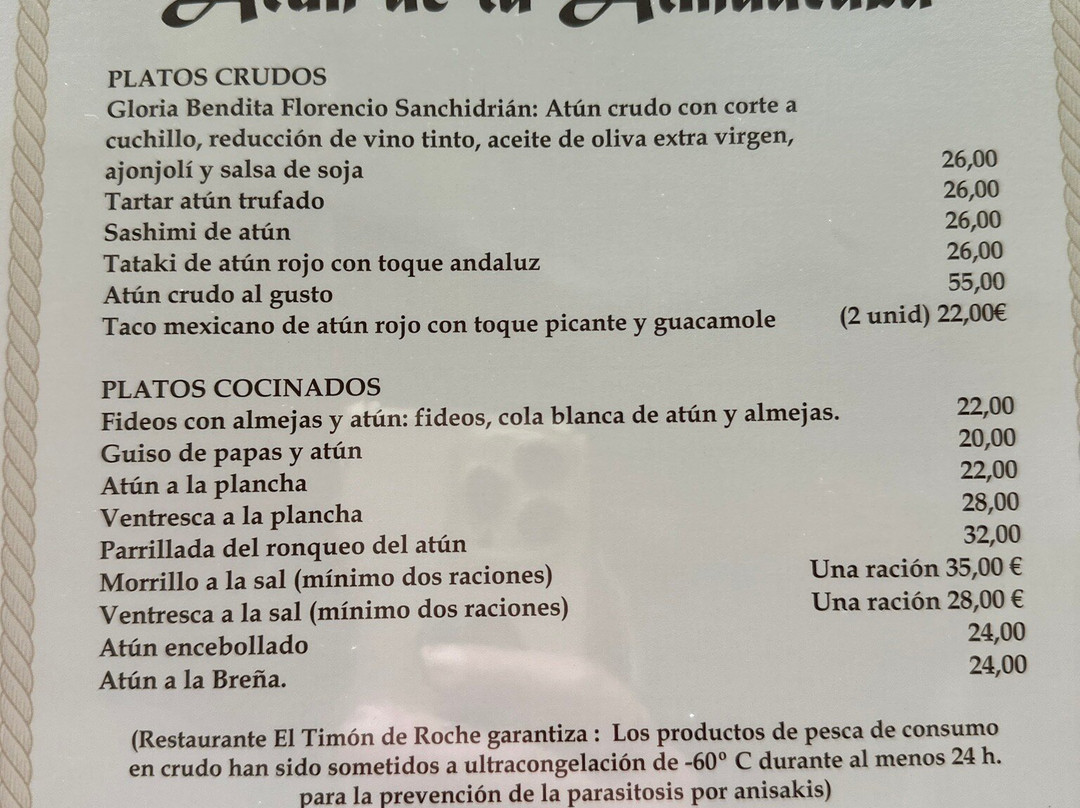 Atún de la Almadraba
PLATOS CRUDOS
Gloria Bendita Florencio Sanchidrián: Atún crudo con corte a
cuchillo, reducción de vino tinto, aceite de oliva extra virgen,
ajonjolí y salsa de soja 26,00
Tartar atún trufado 26,00
Sashimi de atún 26,00
Tataki de atún rojo con toque andaluz 26,00
Atún crudo al gusto 55,00
Taco mexicano de atún rojo con toque picante y guacamole (2 unid) 22,00€
PLATOS COCINADOS
Fideos con almejas y atún: fideos, cola blanca de atún y almejas. 22,00
Guiso de papas y atún 20,00
Atún a la plancha 22,00
Ventresca a la plancha 28,00
Parrillada del ronqueo del atún 32,00
Morrillo a la sal (mínimo dos raciones) Una ración 35,00 €
Ventresca a la sal (mínimo dos raciones) Una ración 28,00 €
Atún encebollado 24,00
Atún a la Breña. 24,00
(Restaurante El Timón de Roche garantiza : Los productos de pesca de consumo
en crudo han sido sometidos a ultracongelación de -60º C durante al menos 24 h.
para la prevención de la parasitosis por anisakis)